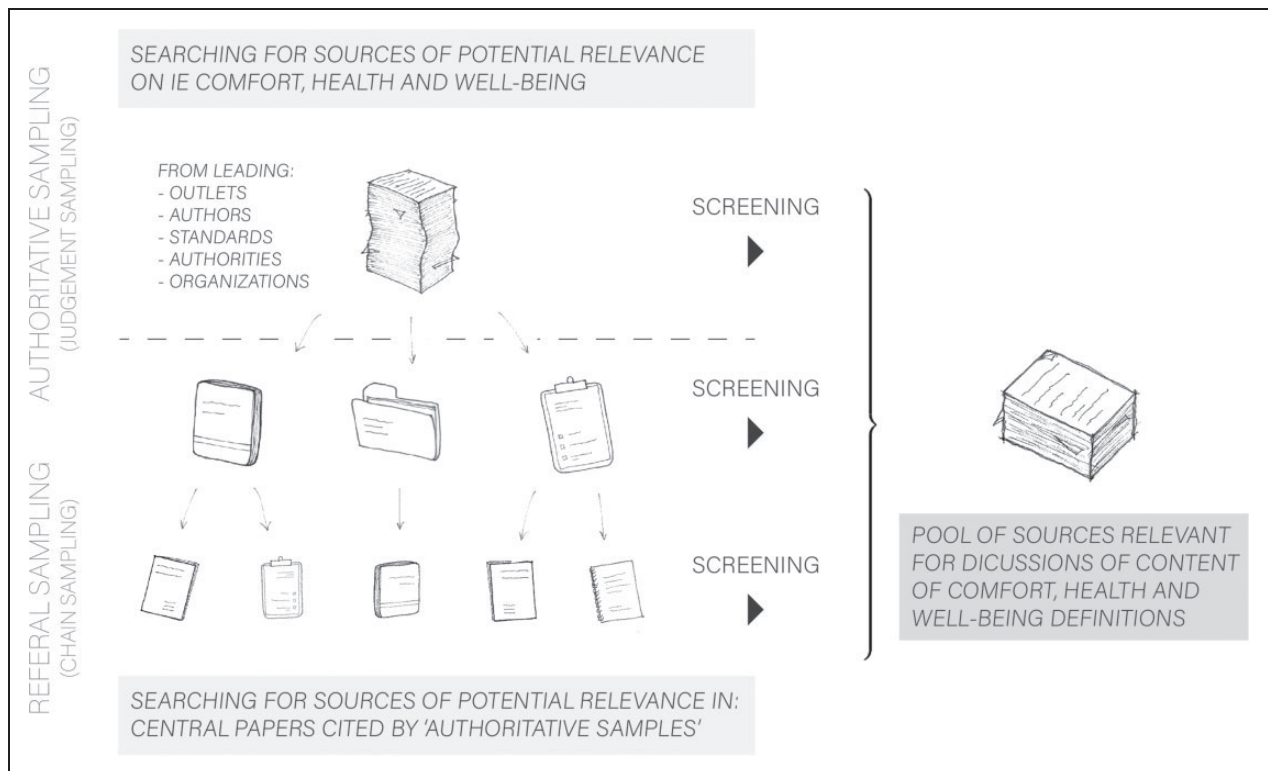 SEARCHING FOR SOURCES OF POTENTIAL RELEVANCE
ON IE COMFORT, HEALTH AND WELL-BEING
AUTHORITATIVE SAMPLING
(JUDGEMENT SAMPLING)
FROM LEADING:
- OUTLETS
- AUTHORS
- STANDARDS
- AUTHORITIES
- ORGANIZATIONS
SCREENING
SCREENING
REFERAL SAMPLING
(CHAIN SAMPLING)
SCREENING
POOL OF SOURCES RELEVANT
FOR DICUSSIONS OF CONTENT
OF COMFORT, HEALTH AND
WELL-BEING DEFINITIONS
SEARCHING FOR SOURCES OF POTENTIAL RELEVANCE IN:
CENTRAL PAPERS CITED BY ‘AUTHORITATIVE SAMPLES’